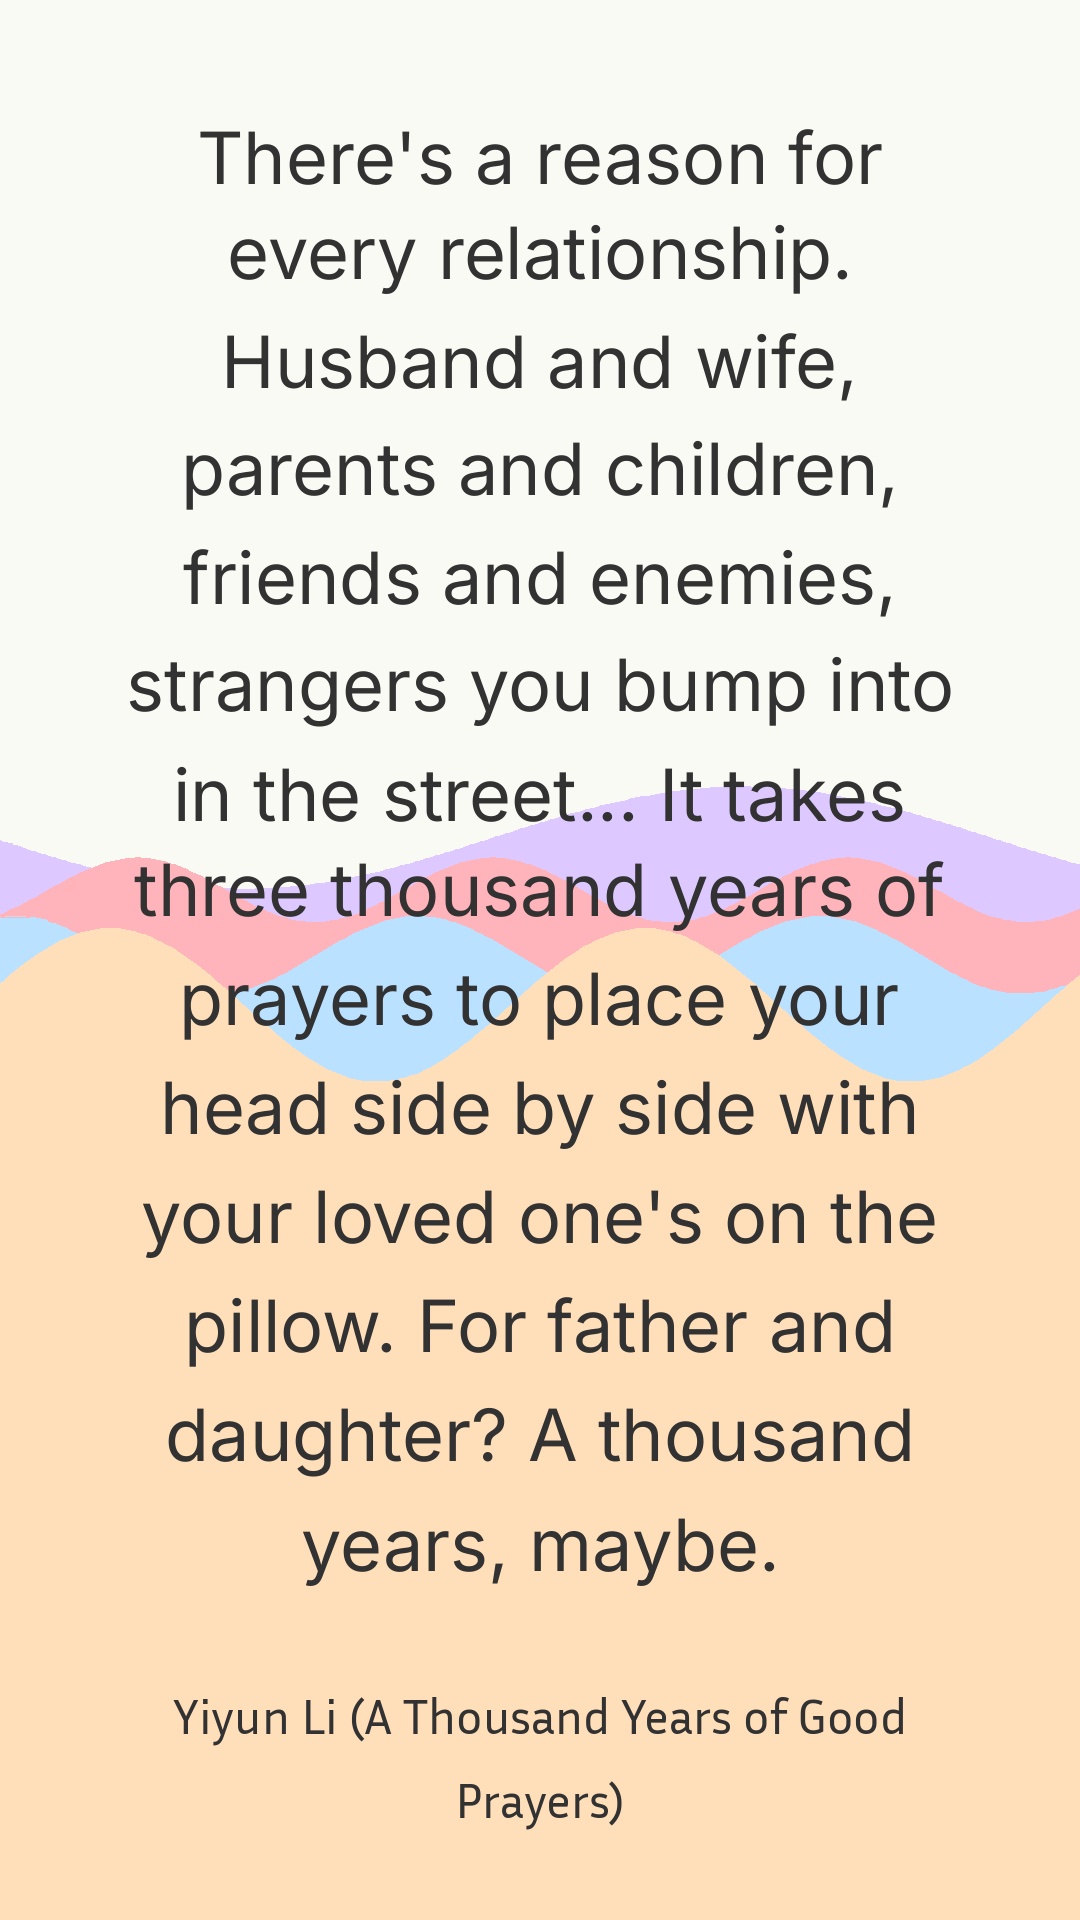 There's a reason for
every relationship.
Husband and wife,
parents and children,
friends and enemies,
strangers you bump into
in the street... It takes
three thousand years of
prayers to place your
head side by side with
your loved one's on the
pillow. For father and
daughter? A thousand
years, maybe.
Yiyun Li (A Thousand Years of Good
Prayers)